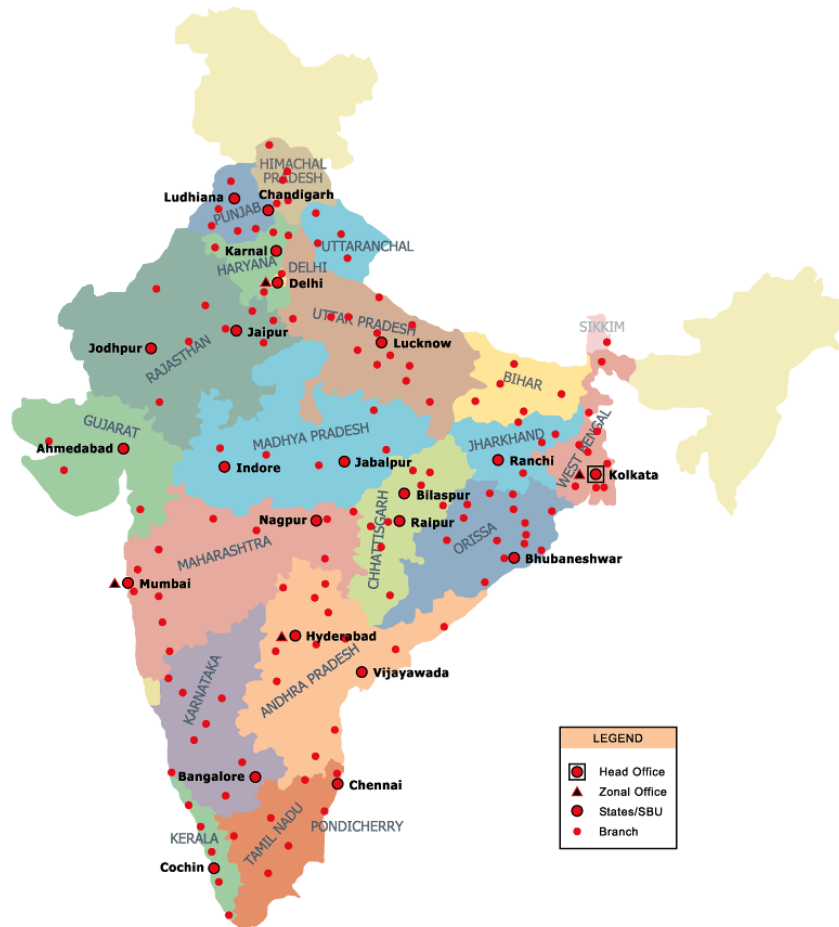 HIMACHAL
PRADESH
Ludhiana
Chandigarh
PUNJAB
UTTARANCHAL
Karnal
HARYANA
DELHI
Delhi
UTTAR PRADESH
SIKKIM
Jaipur
Lucknow
Jodhpur
RAJASTHAN
BIHAR
GUJARAT
MADHYA PRADESH
JHARKHAND
WEST BENGAL
Ahmedabad
Indore
Jabalpur
Ranchi
Kolkata
Bilaspur
Nagpur
Raipur
CHHATTISGARH
ORISSA
MAHARASHTRA
Bhubaneshwar
Mumbai
Hyderabad
Vijayawada
ANDHRA PRADESH
KARNATAKA
Bangalore
Chennai
KERALA
TAMIL NADU
PONDICHERRY
Cochin
LEGEND
Head Office
Zonal Office
States/SBU
Branch